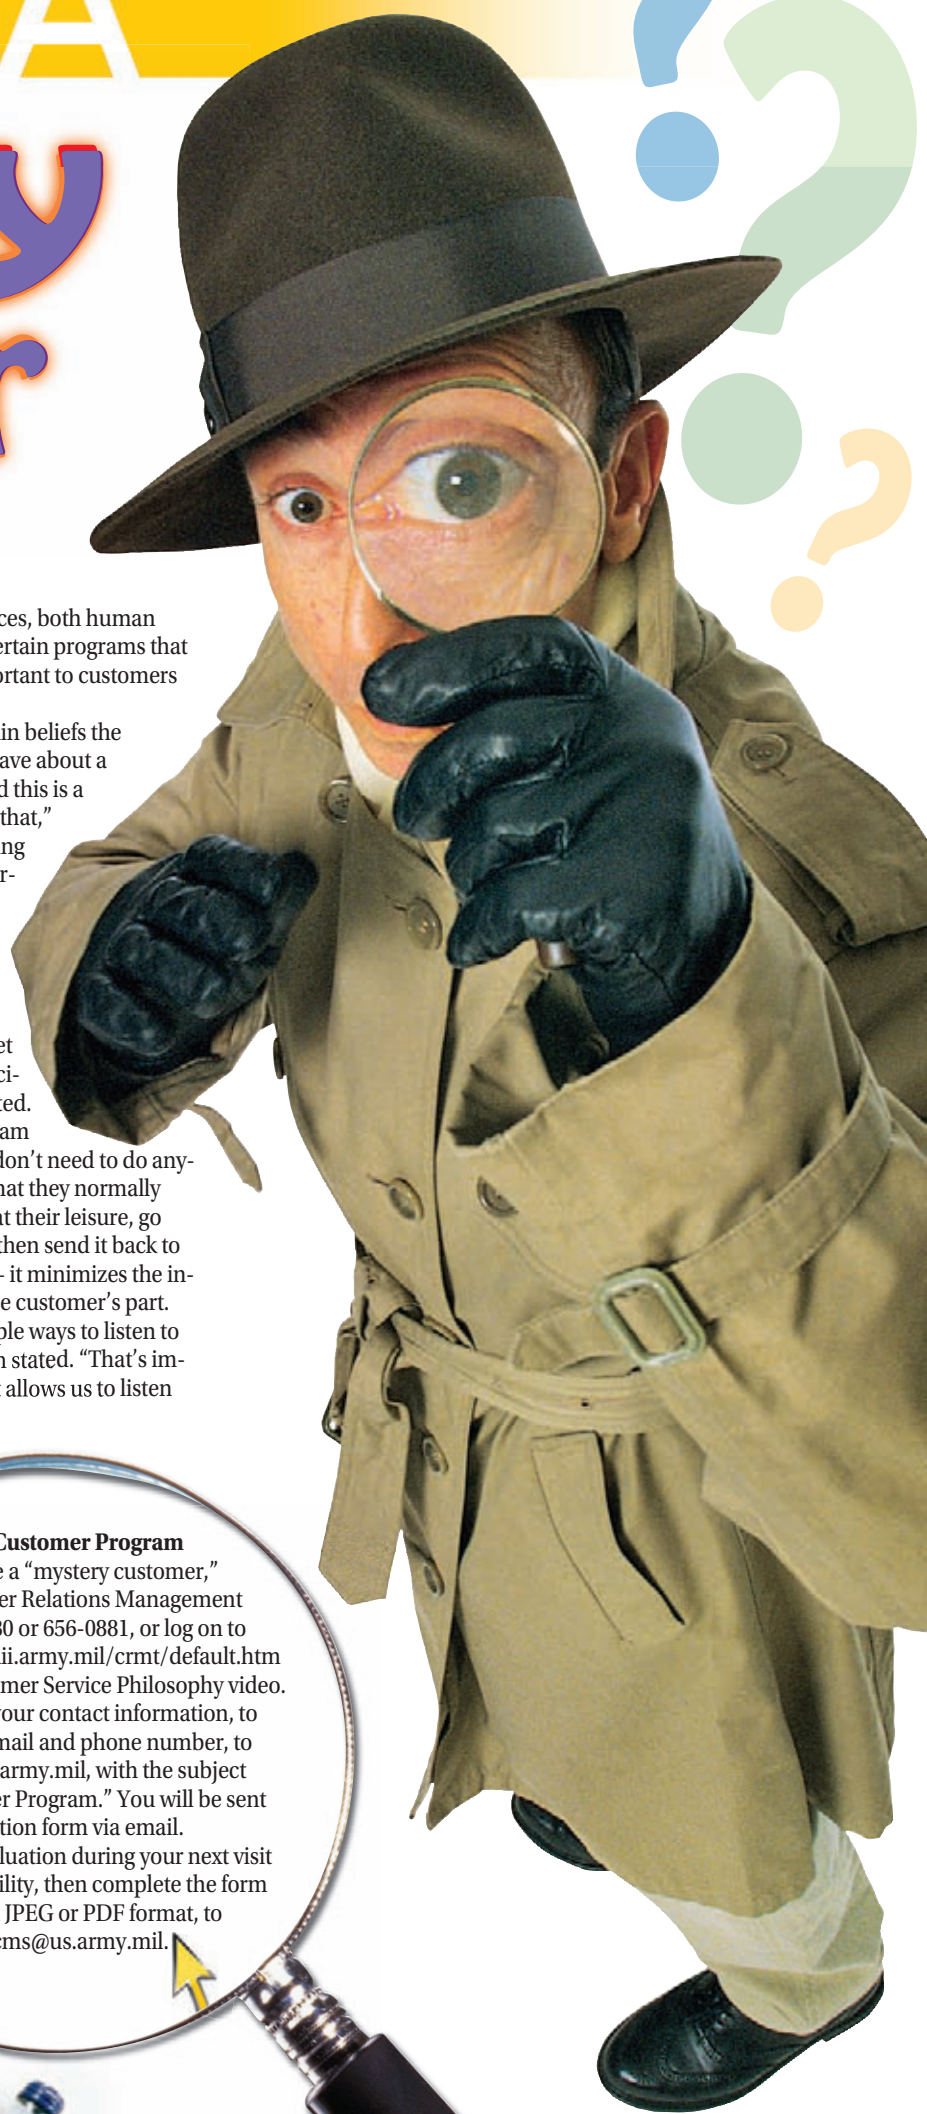 A
y
r
ces, both human
ertain programs that
ortant to customers
in beliefs the
ave about a
d this is a
that,”
ng
r-
et
ci-
ted.
am
don’t need to do any-
hat they normally
at their leisure, go
then send it back to
- it minimizes the in-
e customer’s part.
ple ways to listen to
n stated. “That’s im-
t allows us to listen
Customer Program
e a “mystery customer,”
er Relations Management
80 or 656-0881, or log on to
ii.army.mil/crmt/default.htm
mer Service Philosophy video.
your contact information, to
mail and phone number, to
army.mil, with the subject
er Program.” You will be sent
tion form via email.
luation during your next visit
ility, then complete the form
JPEG or PDF format, to
cms@us.army.mil.
? ? ?